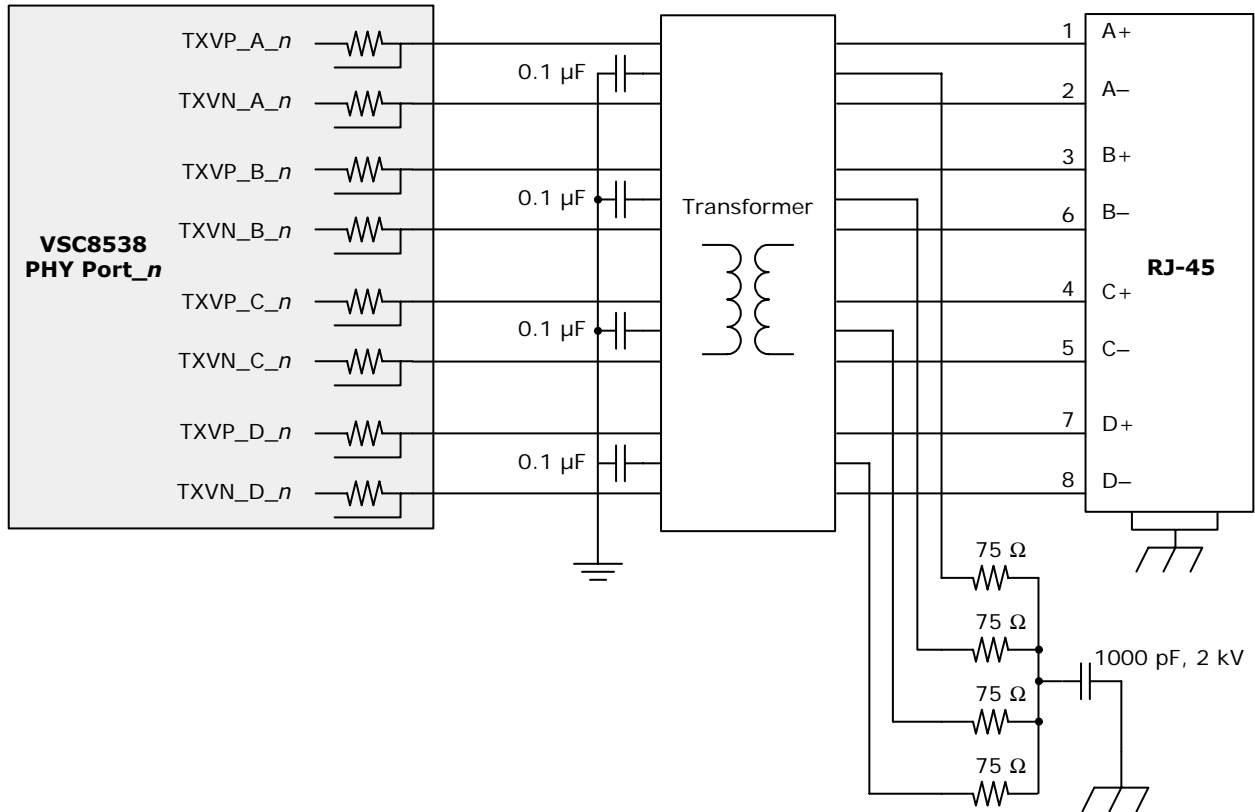 TXVP_A_n
TXVN_A_n
TXVP_B_n
TXVN_B_n
VSC8538
PHY Port_n
TXVP_C_n
TXVN_C_n
TXVP_D_n
TXVN_D_n
0.1 µF
0.1 µF
0.1 µF
0.1 µF
Transformer
1 A+
2 A−
3 B+
6 B−
RJ-45
4 C+
5 C−
7 D+
8 D−
75 Ω
75 Ω
1000 pF, 2 kV
75 Ω
75 Ω